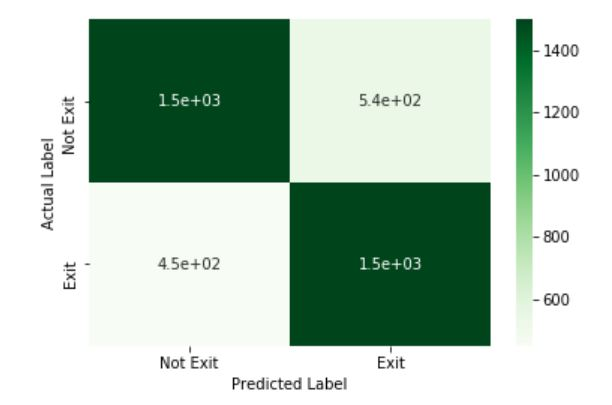 1.5e+03 5.4e+02
4.5e+02 1.5e+03
Actual Label
Not Exit
Exit
Not Exit Exit
Predicted Label
1400
1200
1000
800
600